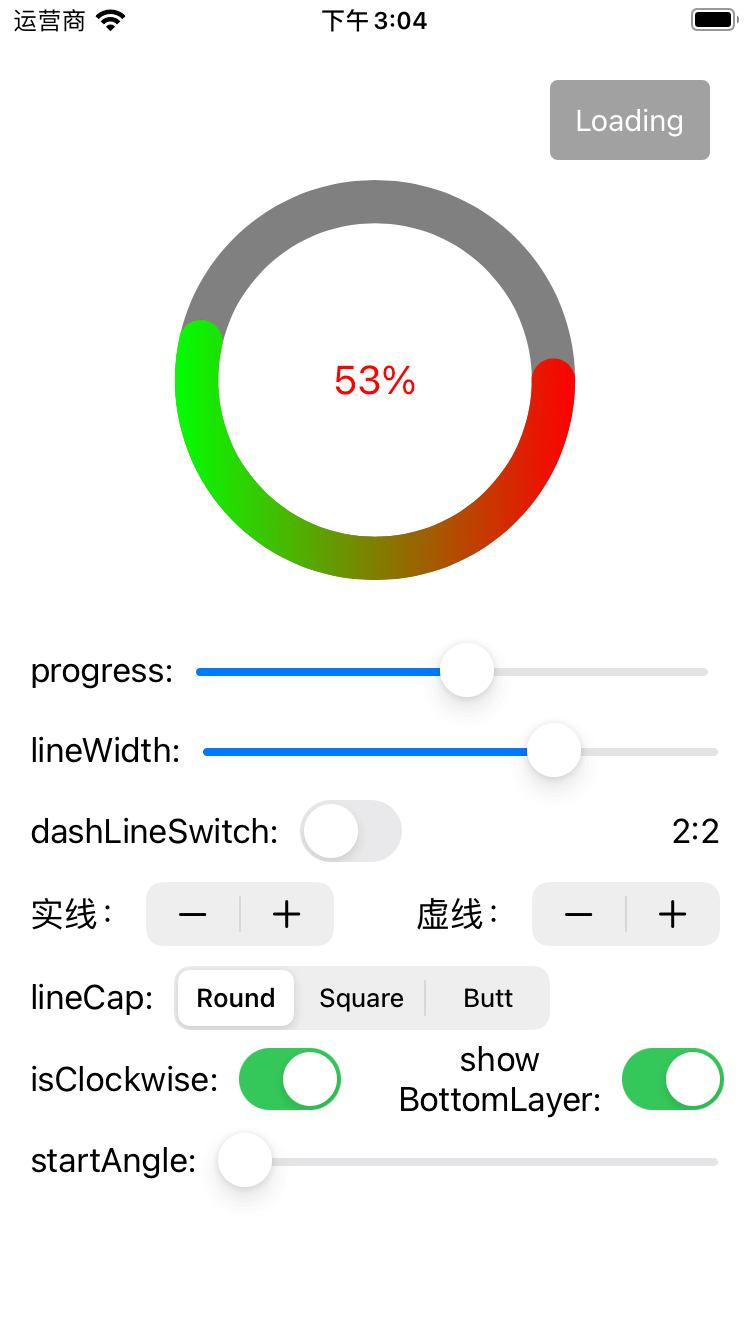 运营商 下午3:04
Loading
53%
progress:
lineWidth:
dashLineSwitch: 2:2
实线： 虚线：
lineCap: Round Square Butt
isClockwise: show
BottomLayer:
startAngle: